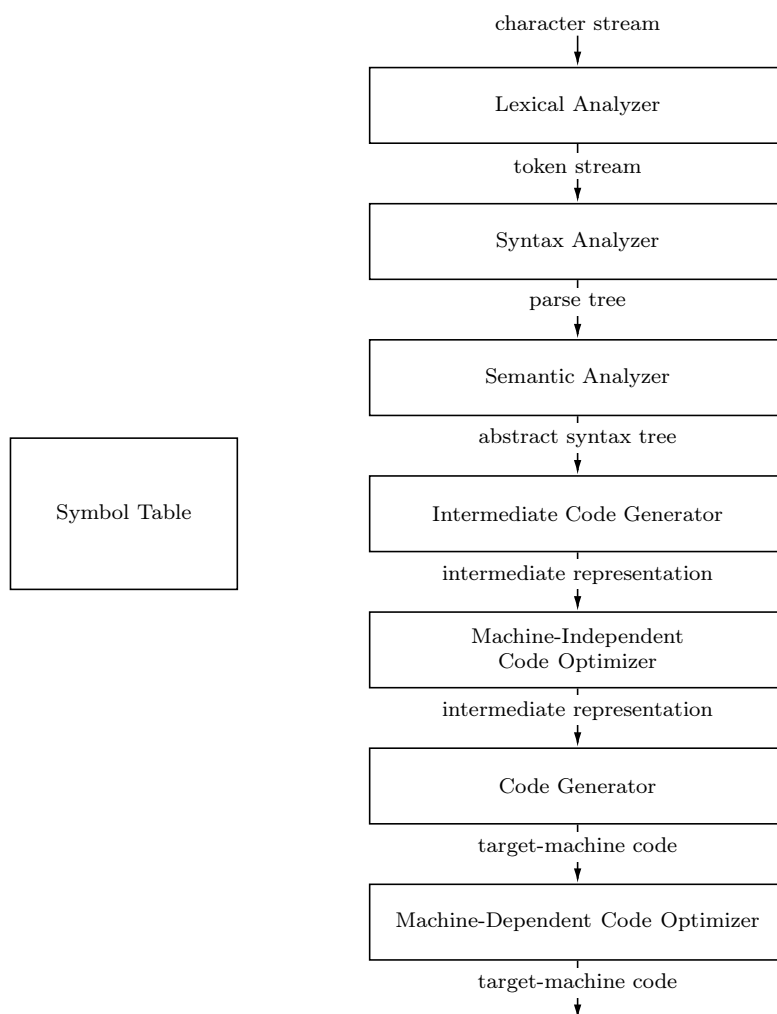 character stream
Lexical Analyzer
token stream
Syntax Analyzer
parse tree
Semantic Analyzer
abstract syntax tree
Symbol Table
Intermediate Code Generator
intermediate representation
Machine-Independent
Code Optimizer
intermediate representation
Code Generator
target-machine code
Machine-Dependent Code Optimizer
target-machine code